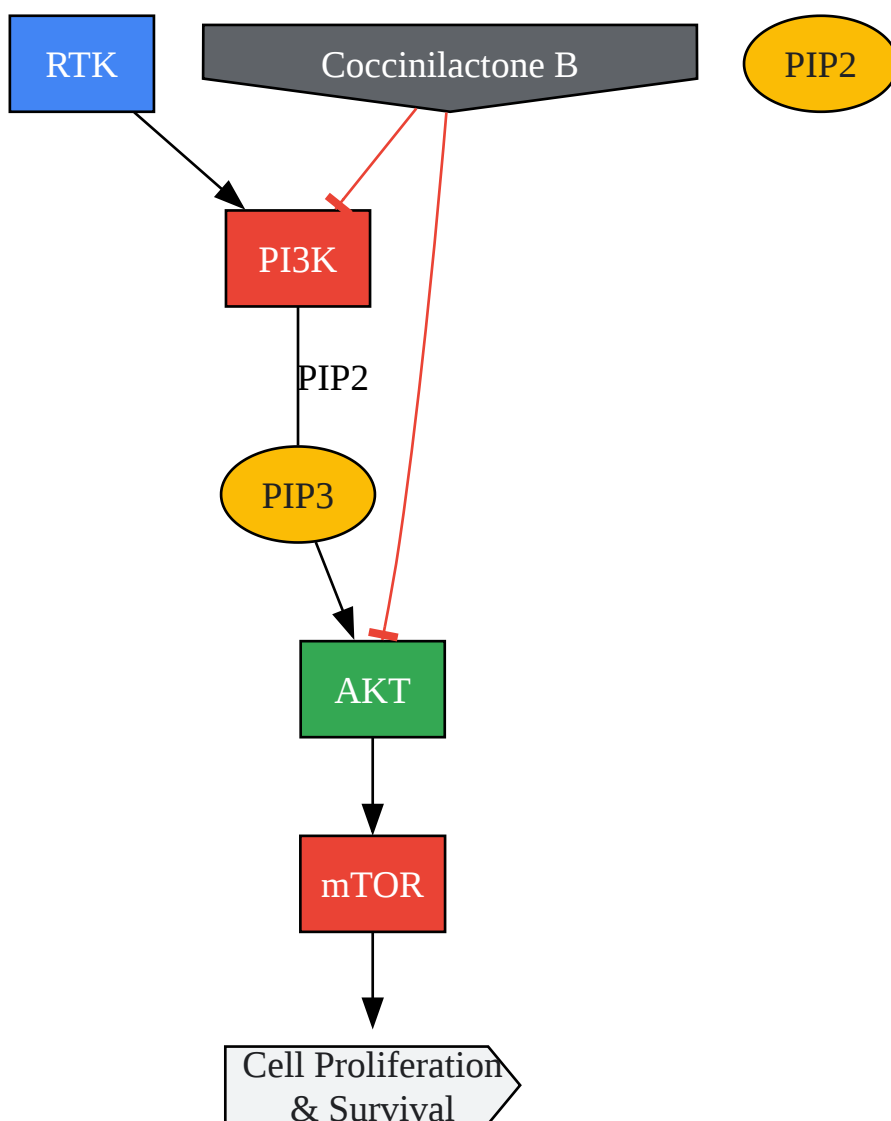 RTK
Coccinilactone B
PIP2
PI3K
PIP2
PIP3
AKT
mTOR
Cell Proliferation
& Survival